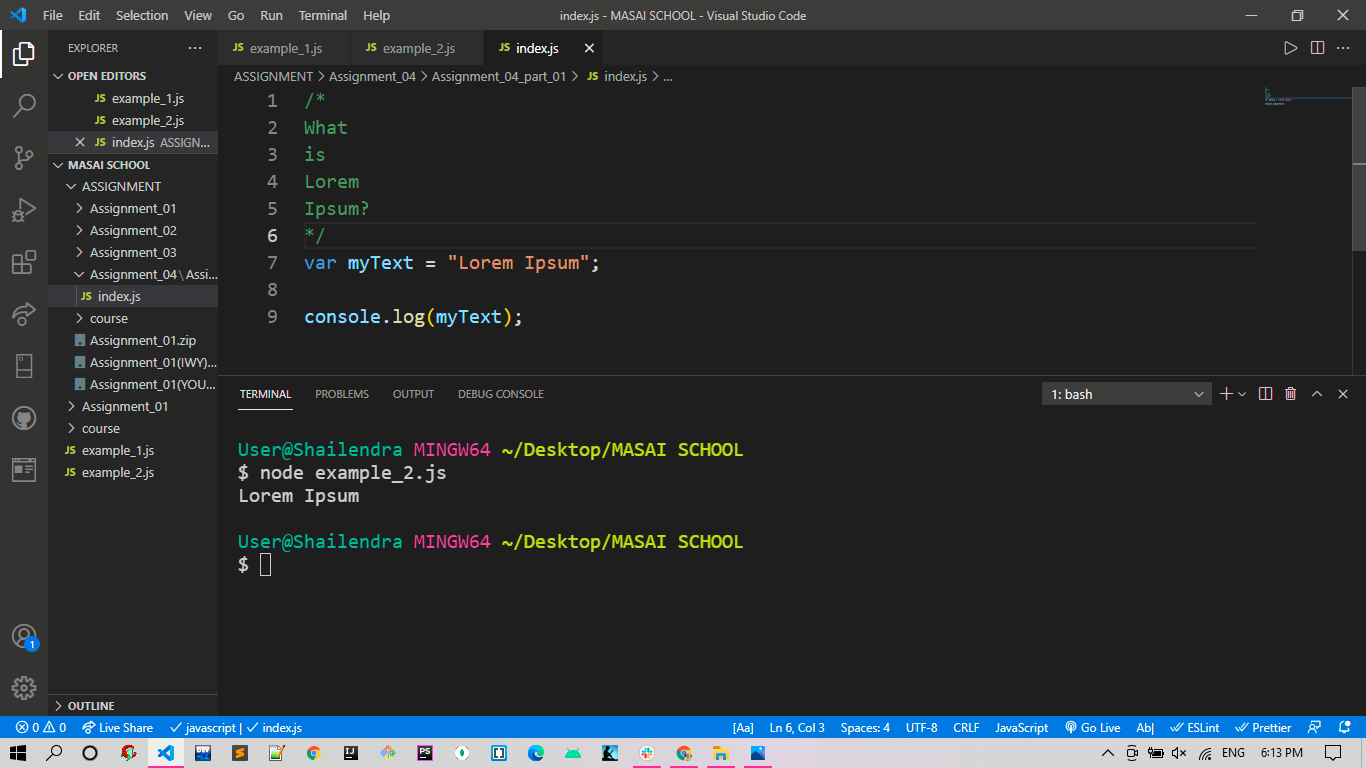 File Edit Selection View Go Run Terminal Help index.js - MASAI SCHOOL - Visual Studio Code
EXPLORER ...
OPEN EDITORS
JS example_1.js
JS example_2.js
JS index.js ASSIGN...
MASAI SCHOOL
ASSIGNMENT
Assignment_01
Assignment_02
Assignment_03
Assignment_04\Assi...
JS index.js
course
Assignment_01.zip
Assignment_01(IWY)...
Assignment_01(YOU...
Assignment_01
course
JS example_1.js
JS example_2.js
OUTLINE
1
JS example_1.js JS example_2.js JS index.js
ASSIGNMENT > Assignment_04 > Assignment_04_part_01 > JS index.js > ...
1 /*
2 What
3 is
4 Lorem
5 Ipsum?
6 */
7 var myText = "Lorem Ipsum";
8
9 console.log(myText);
TERMINAL PROBLEMS OUTPUT DEBUG CONSOLE 1: bash
User@Shailendra MINGW64 ~/Desktop/MASAI SCHOOL
$ node example_2.js
Lorem Ipsum
User@Shailendra MINGW64 ~/Desktop/MASAI SCHOOL
$
0 0 Live Share javascript | index.js [Aa] Ln 6, Col 3 Spaces: 4 UTF-8 CRLF JavaScript Go Live Ab| ESLint Prettier
DEV IJ PS ENG 6:13 PM